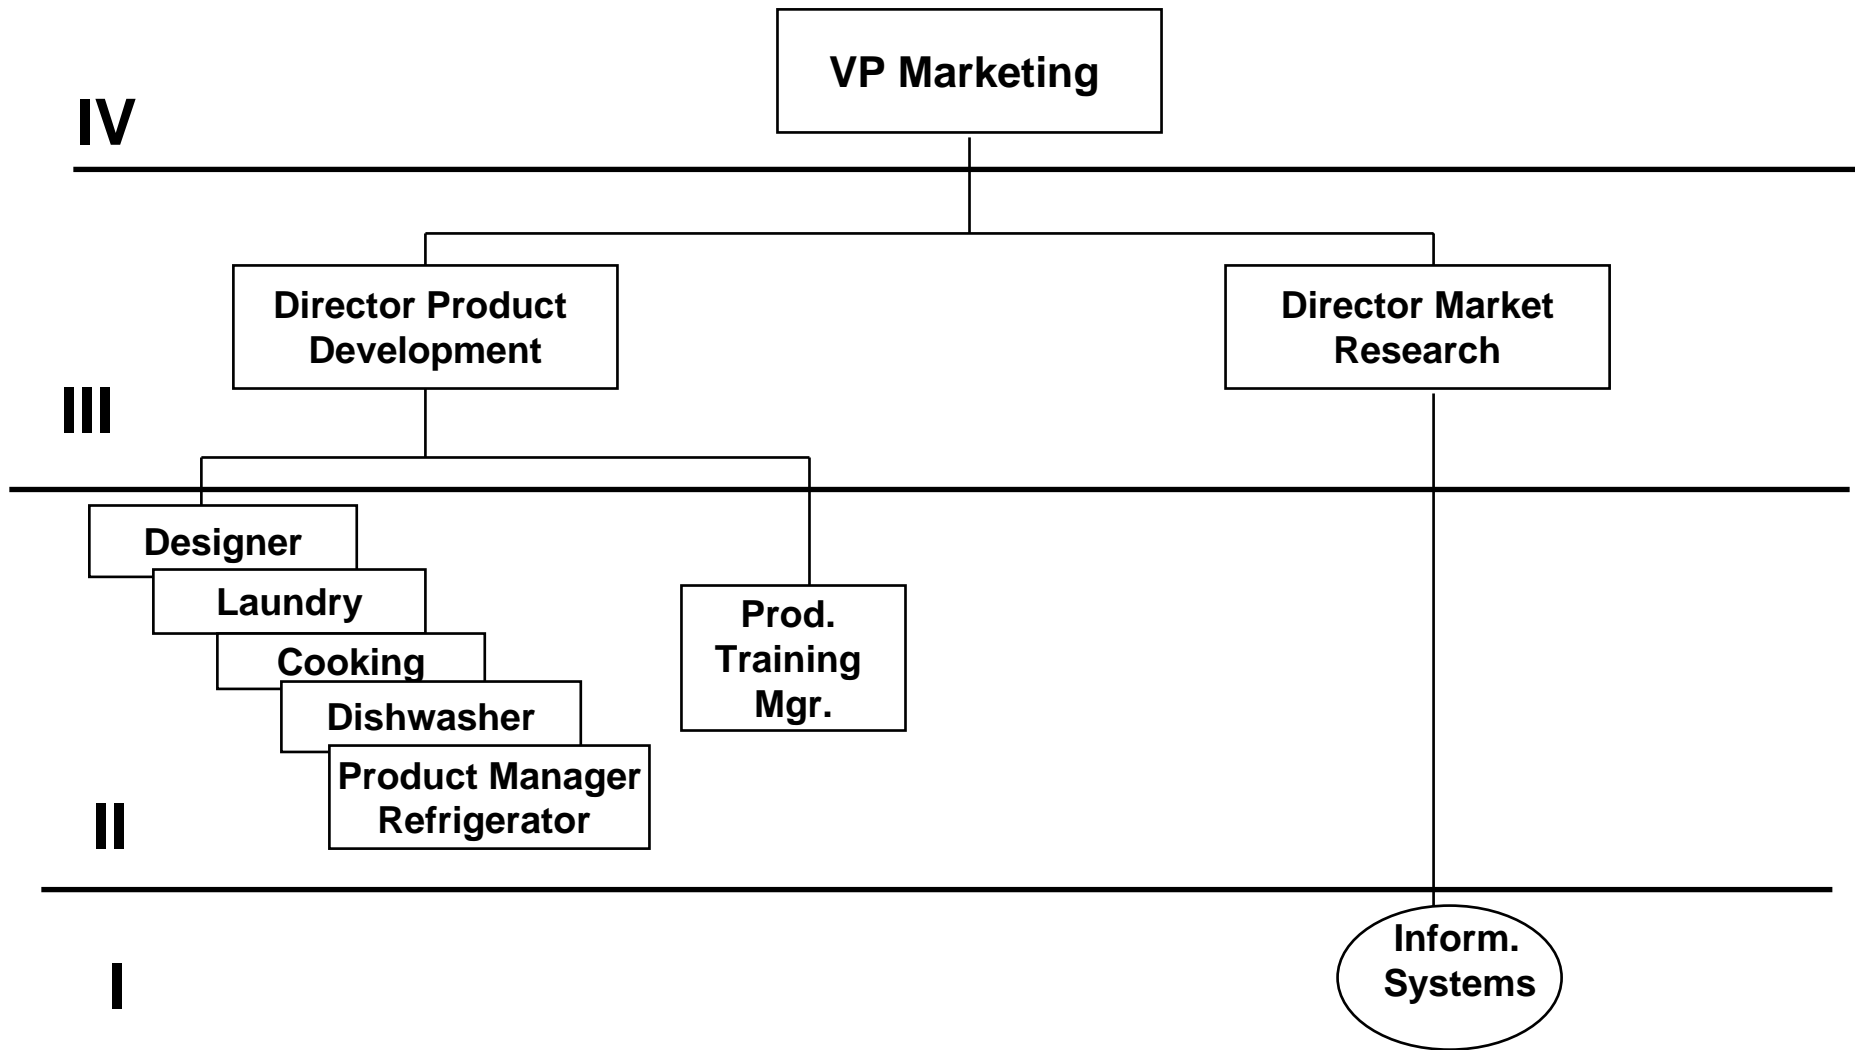 VP Marketing
IV
Director Product
Development
Director Market
Research
III
Designer
Laundry
Cooking
Dishwasher
Product Manager
Refrigerator
Prod.
Training
Mgr.
II
Inform.
Systems
I